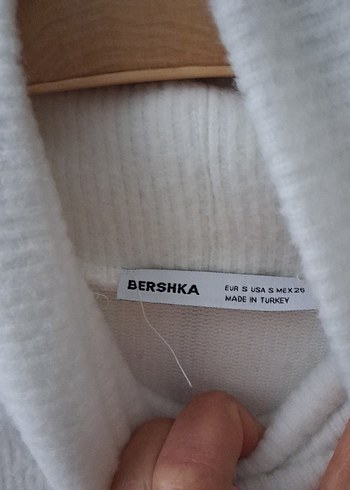 BERSHKA
EUR S USA S MEX 26
MADE IN TURKEY